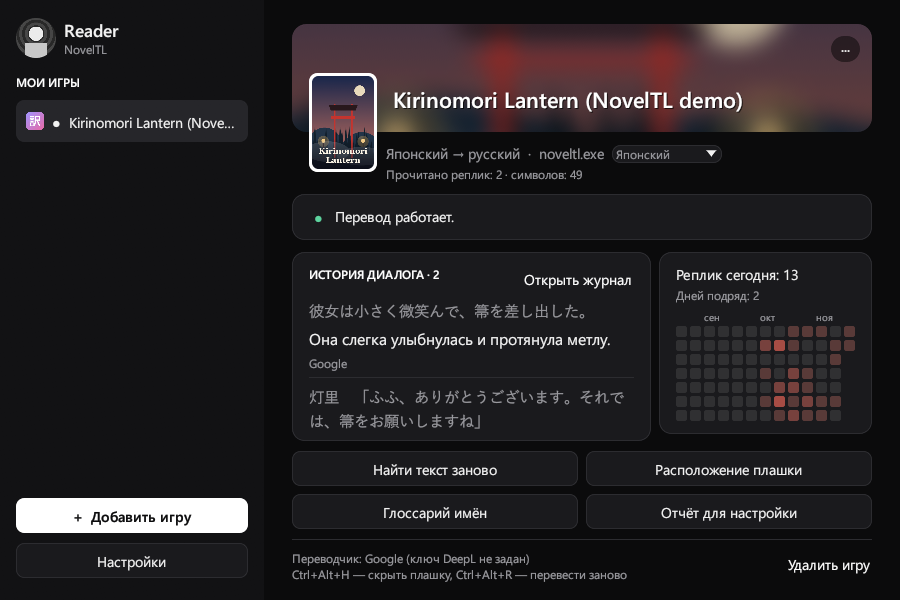 Reader
NovelTL
МОИ ИГРЫ
訳 ● Kirinomori Lantern (Nove...
+ Добавить игру
Настройки
...
Kirinomori Lantern (NovelTL demo)
Kirinomori
Lantern
Японский → русский · noveltl.exe Японский
Прочитано реплик: 2 · символов: 49
Перевод работает.
ИСТОРИЯ ДИАЛОГА · 2
Открыть журнал
彼女は小さく微笑んで、箒を差し出した。
Она слегка улыбнулась и протянула метлу.
Google
灯里　「ふふ、ありがとうございます。それで
は、箒をお願いしますね」
Реплик сегодня: 13
Дней подряд: 2
сен окт ноя
Найти текст заново
Расположение плашки
Глоссарий имён
Отчёт для настройки
Переводчик: Google (ключ DeepL не задан)
Ctrl+Alt+H — скрыть плашку, Ctrl+Alt+R — перевести заново
Удалить игру